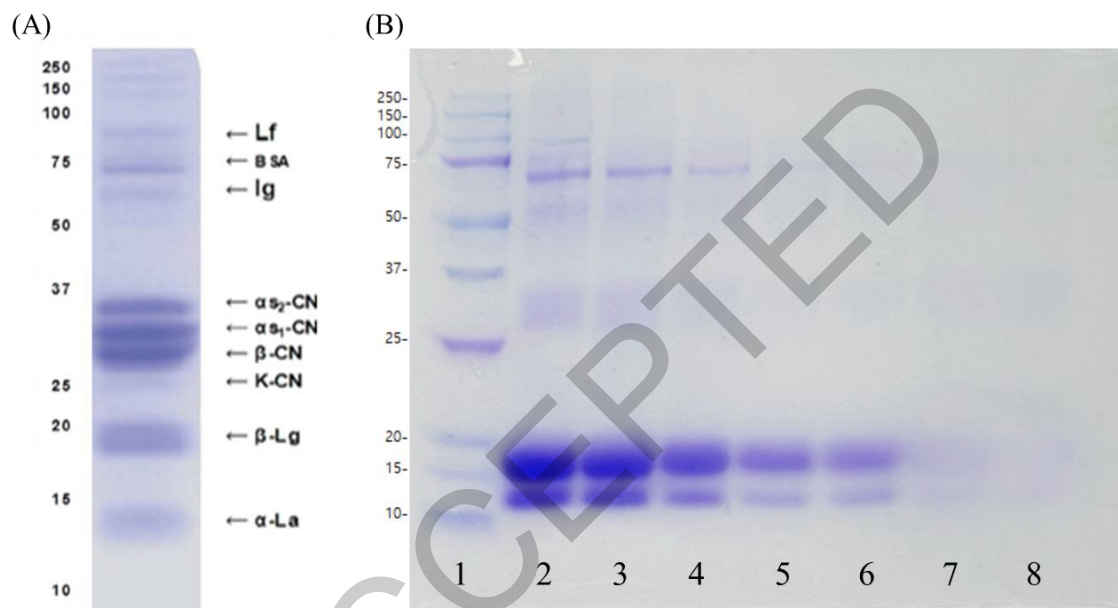 (A)
250
150
100
75
50
37
25
20
15
10
← Lf
← BSA
← Ig
← αs₂-CN
← αs₁-CN
← β-CN
← K-CN
← β-Lg
← α-La
(B)
250-
150-
100-
75-
50-
37-
25-
20-
15-
10-
1 2 3 4 5 6 7 8
CCEPTED